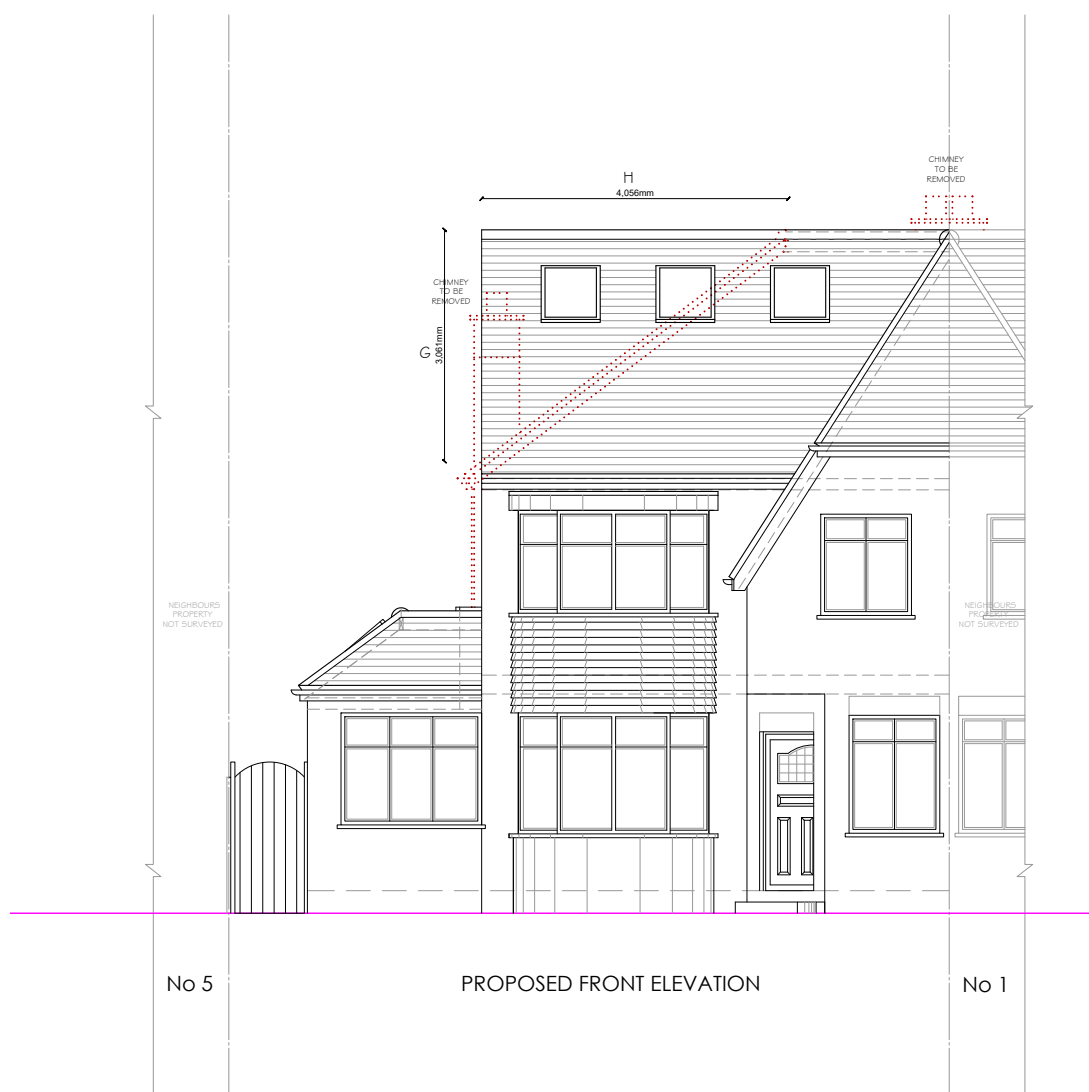 CHIMNEY
TO BE
REMOVED
H
4,056mm
CHIMNEY
TO BE
REMOVED
G
3,061mm
NEIGHBOURS
PROPERTY
NOT SURVEYED
NEIGHBOURS
PROPERTY
NOT SURVEYED
No 5
PROPOSED FRONT ELEVATION
No 1